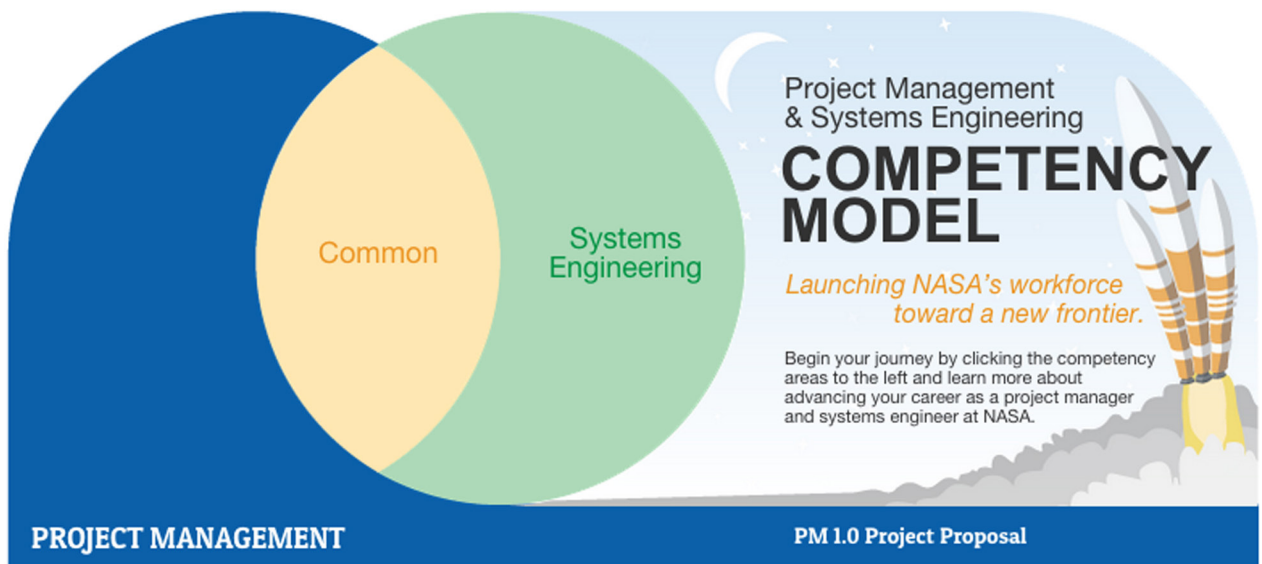 Common
Systems
Engineering
Project Management
& Systems Engineering
COMPETENCY
MODEL
Launching NASA's workforce
toward a new frontier.
Begin your journey by clicking the competency
areas to the left and learn more about
advancing your career as a project manager
and systems engineer at NASA.
PROJECT MANAGEMENT
PM 1.0 Project Proposal